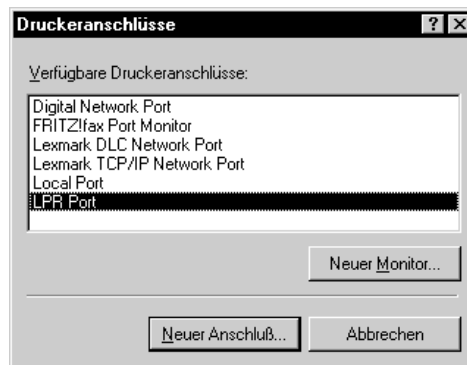 Druckeranschlüsse
Verfügbare Druckeranschlüsse:
Digital Network Port
FRITZ!fax Port Monitor
Lexmark DLC Network Port
Lexmark TCP/IP Network Port
Local Port
LPR Port
Neuer Monitor...
Neuer Anschluß...
Abbrechen